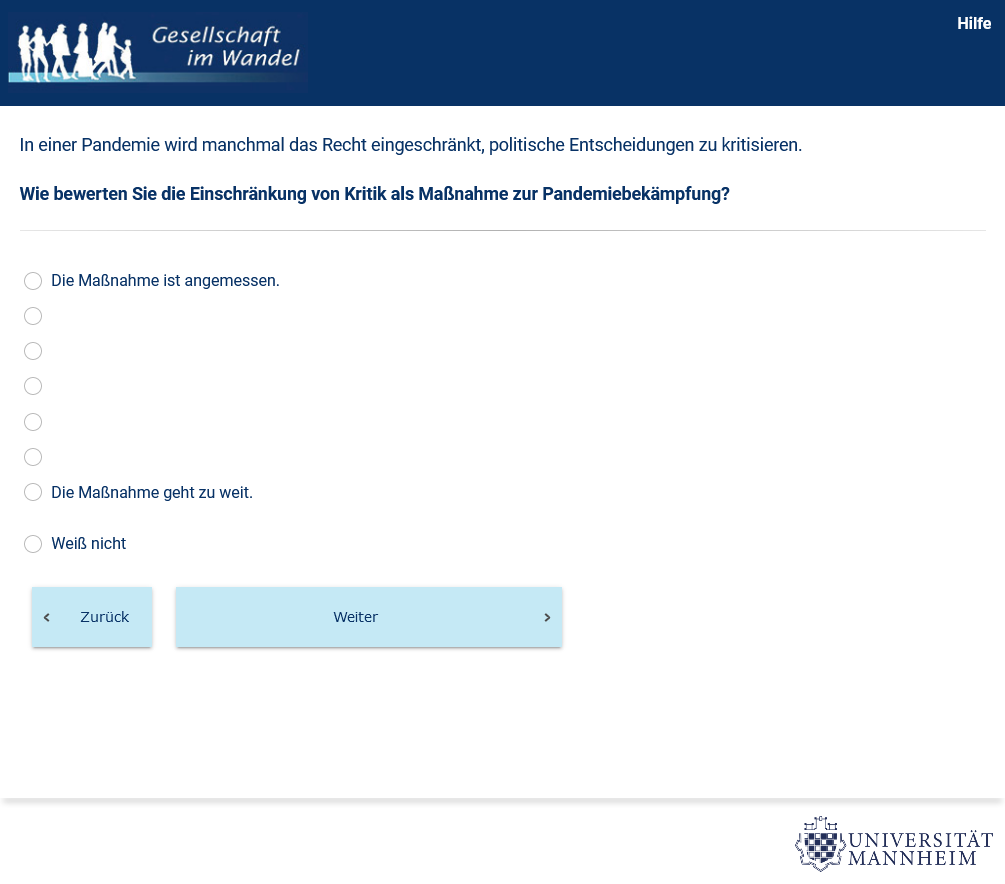 Gesellschaft
im Wandel
Hilfe
In einer Pandemie wird manchmal das Recht eingeschränkt, politische Entscheidungen zu kritisieren.
Wie bewerten Sie die Einschränkung von Kritik als Maßnahme zur Pandemiebekämpfung?
Die Maßnahme ist angemessen.
Die Maßnahme geht zu weit.
Weiß nicht
Zurück
Weiter
UNIVERSITÄT
MANNHEIM